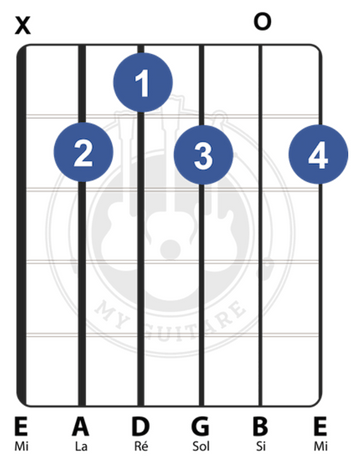 X O
1
2 3 4
MY GUITARE
E A D G B E
Mi La Ré Sol Si Mi